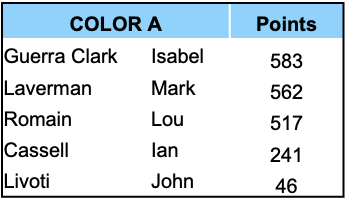 COLOR A Points
Guerra Clark Isabel 583
Laverman Mark 562
Romain Lou 517
Cassell Ian 241
Livoti John 46